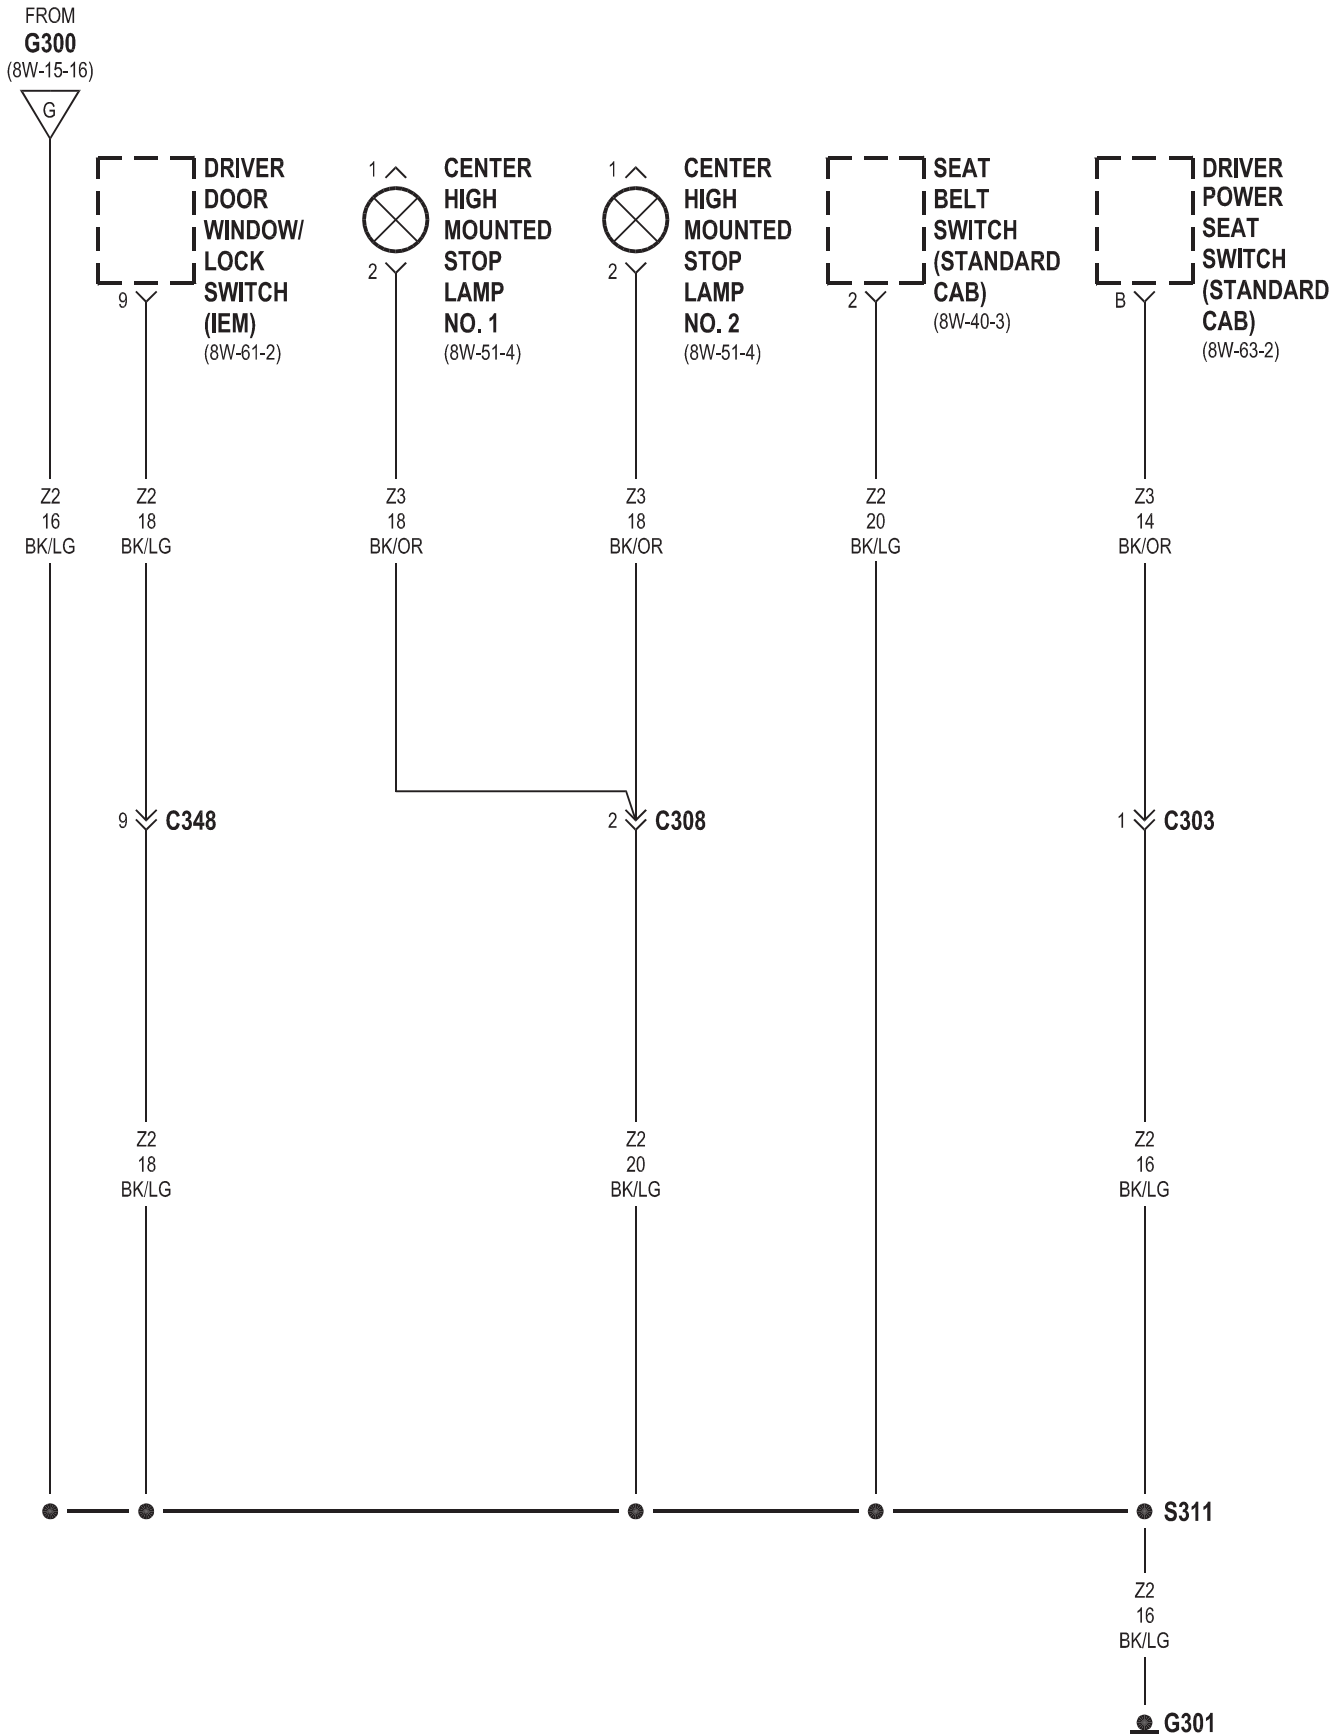 FROM
G300
(8W-15-16)
G
DRIVER
DOOR
WINDOW/
LOCK
SWITCH
(IEM)
(8W-61-2)
9
1
CENTER
HIGH
MOUNTED
STOP
LAMP
NO. 1
(8W-51-4)
2
1
CENTER
HIGH
MOUNTED
STOP
LAMP
NO. 2
(8W-51-4)
2
SEAT
BELT
SWITCH
(STANDARD
CAB)
(8W-40-3)
2
DRIVER
POWER
SEAT
SWITCH
(STANDARD
CAB)
(8W-63-2)
B
Z2
16
BK/LG
Z2
18
BK/LG
Z3
18
BK/OR
Z3
18
BK/OR
Z2
20
BK/LG
Z3
14
BK/OR
9 C348
2 C308
1 C303
Z2
18
BK/LG
Z2
20
BK/LG
Z2
16
BK/LG
S311
Z2
16
BK/LG
G301